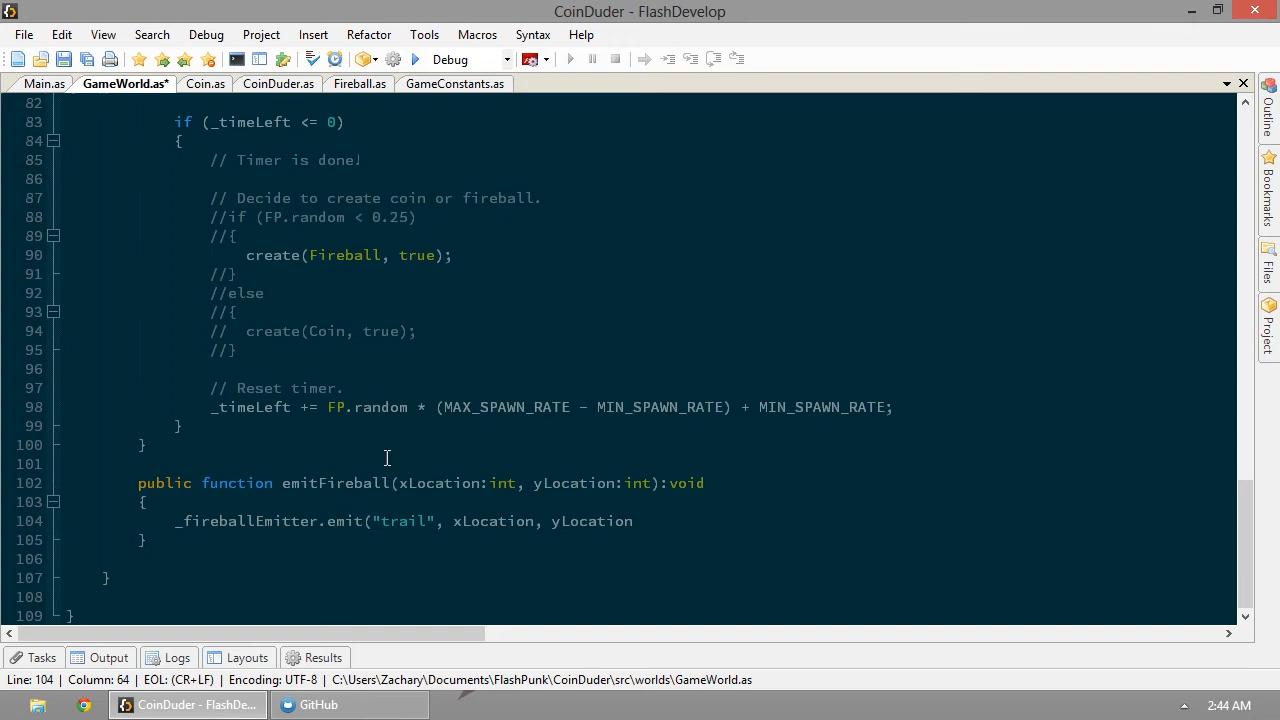 CoinDuder - FlashDevelop
File Edit View Search Debug Project Insert Refactor Tools Macros Syntax Help
Debug
Main.as GameWorld.as* Coin.as CoinDuder.as Fireball.as GameConstants.as
82
83 if (_timeLeft <= 0)
84 {
85 // Timer is done!
86
87 // Decide to create coin or fireball.
88 //if (FP.random < 0.25)
89 //{
90 create(Fireball, true);
91 //}
92 //else
93 //{
94 // create(Coin, true);
95 //}
96
97 // Reset timer.
98 _timeLeft += FP.random * (MAX_SPAWN_RATE - MIN_SPAWN_RATE) + MIN_SPAWN_RATE;
99 }
100 }
101
102 public function emitFireball(xLocation:int, yLocation:int):void
103 {
104 _fireballEmitter.emit("trail", xLocation, yLocation
105 }
106
107 }
108
109 }
Outline
Bookmarks
Files
Project
Tasks Output Logs Layouts Results
Line: 104 | Column: 64 | EOL: (CR+LF) | Encoding: UTF-8 | C:\Users\Zachary\Documents\FlashPunk\CoinDuder\src\worlds\GameWorld.as
CoinDuder - FlashDe... GitHub 2:44 AM